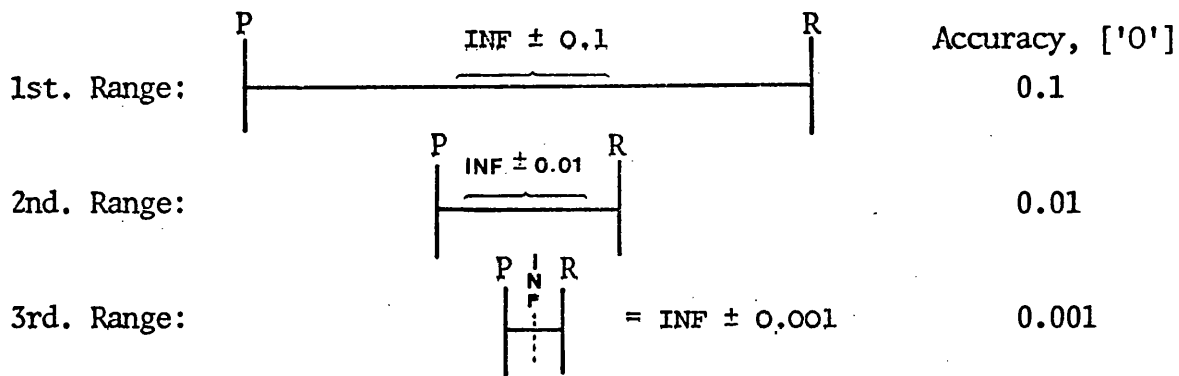 P INF ± 0.1 R Accuracy, ['O']
1st. Range: 0.1
P INF ± 0.01 R
2nd. Range: 0.01
P INF R
3rd. Range: = INF ± 0.001 0.001